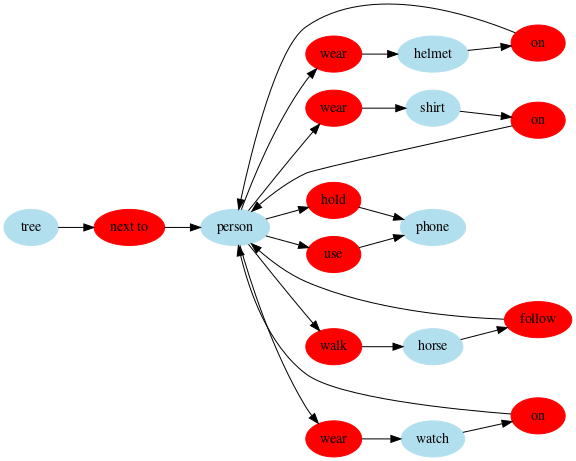 wear
helmet
on
wear
shirt
on
hold
tree
next to
person
phone
use
follow
walk
horse
on
wear
watch